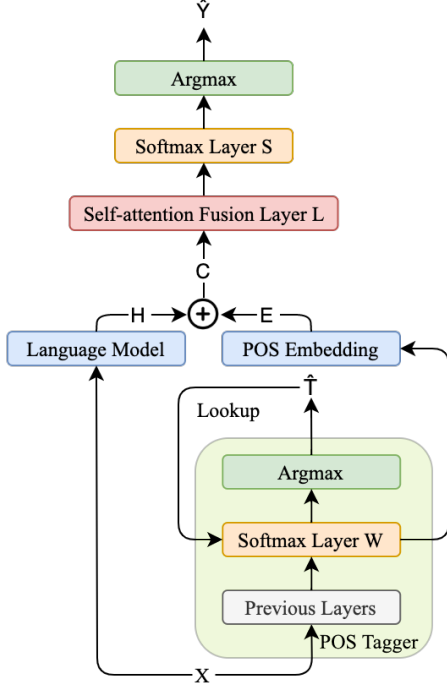 Ŷ
Argmax
Softmax Layer S
Self-attention Fusion Layer L
C
H + E
Language Model POS Embedding
T̂
Lookup
Argmax
Softmax Layer W
Previous Layers
POS Tagger
X